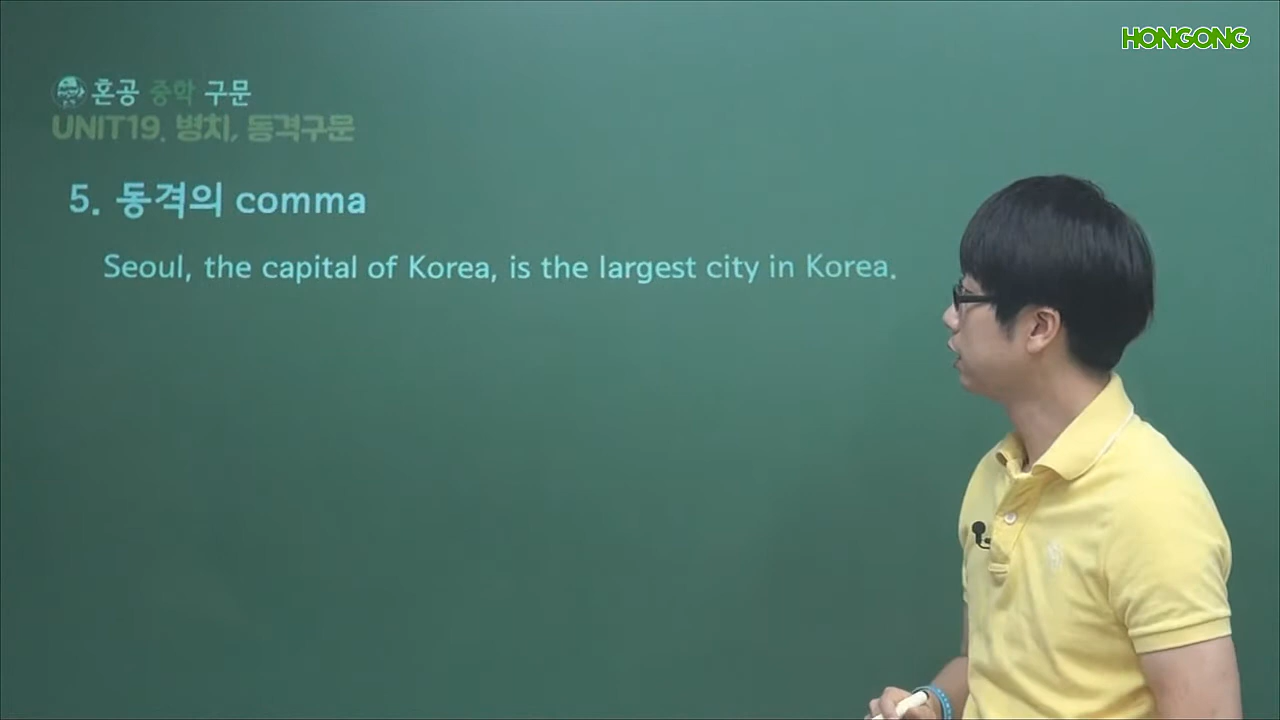 HONGONG
혼공 중학 구문
UNIT19. 병치, 동격구문
5. 동격의 comma
Seoul, the capital of Korea, is the largest city in Korea.